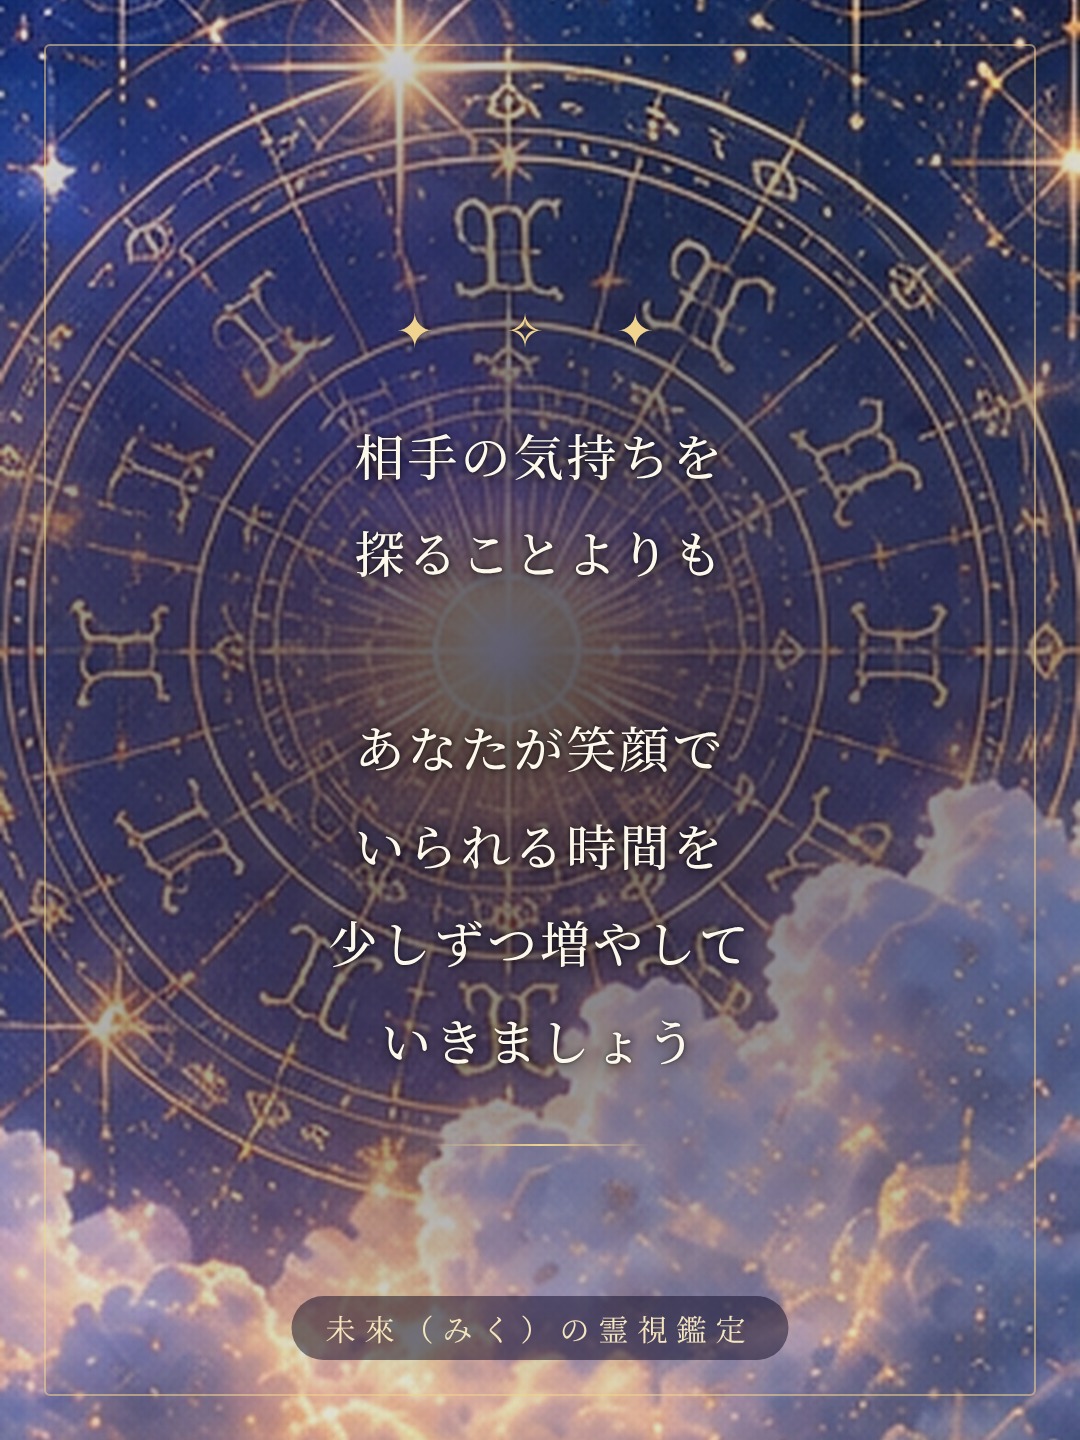 相手の気持ちを
探ることよりも
あなたが笑顔で
いられる時間を
少しずつ増やして
いきましょう
未來（みく）の霊視鑑定